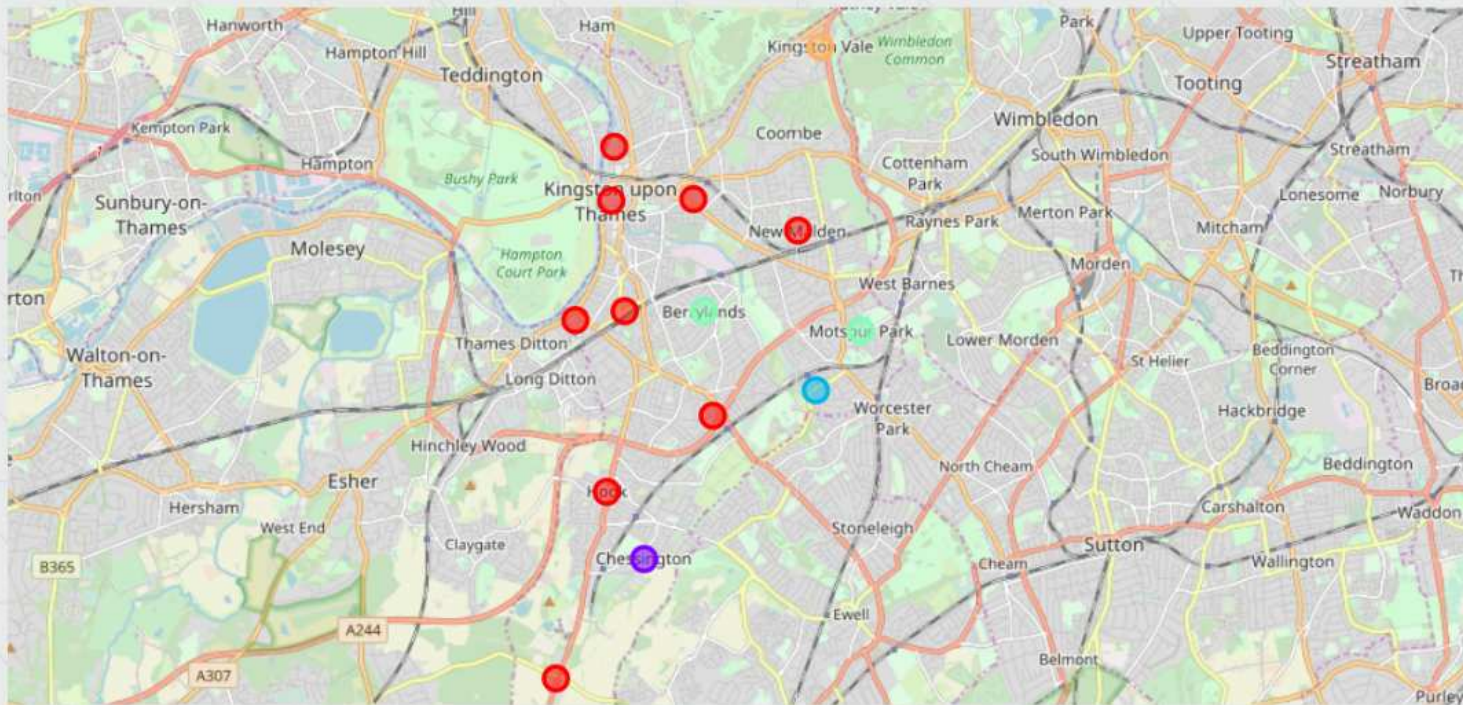 Hill
Hanworth
Ham
Park
Upper Tooting
Hampton Hill
Kingston Vale
Wimbledon
Common
Streatham
Teddington
Tooting
Kempton Park
Coombe
Wimbledon
Hampton
Cottenham
Park
South Wimbledon
Streatham
Bushy Park
Kingston upon
Thames
Lonesome
Norbury
Sunbury-on-
Thames
Raynes Park
Merton Park
Mitcham
New Malden
Molesey
Hampton
Court Park
Morden
West Barnes
Berrylands
Motspur Park
Thames Ditton
Lower Morden
Walton-on-
Thames
St Helier
Beddington
Corner
Long Ditton
Worcester
Park
Hackbridge
Hinchley Wood
North Cheam
Beddington
Esher
Hook
Hersham
Carshalton
Waddon
West End
Stoneleigh
Claygate
Chessington
Sutton
Cheam
Wallington
B365
Ewell
A244
Belmont
A307
Purley